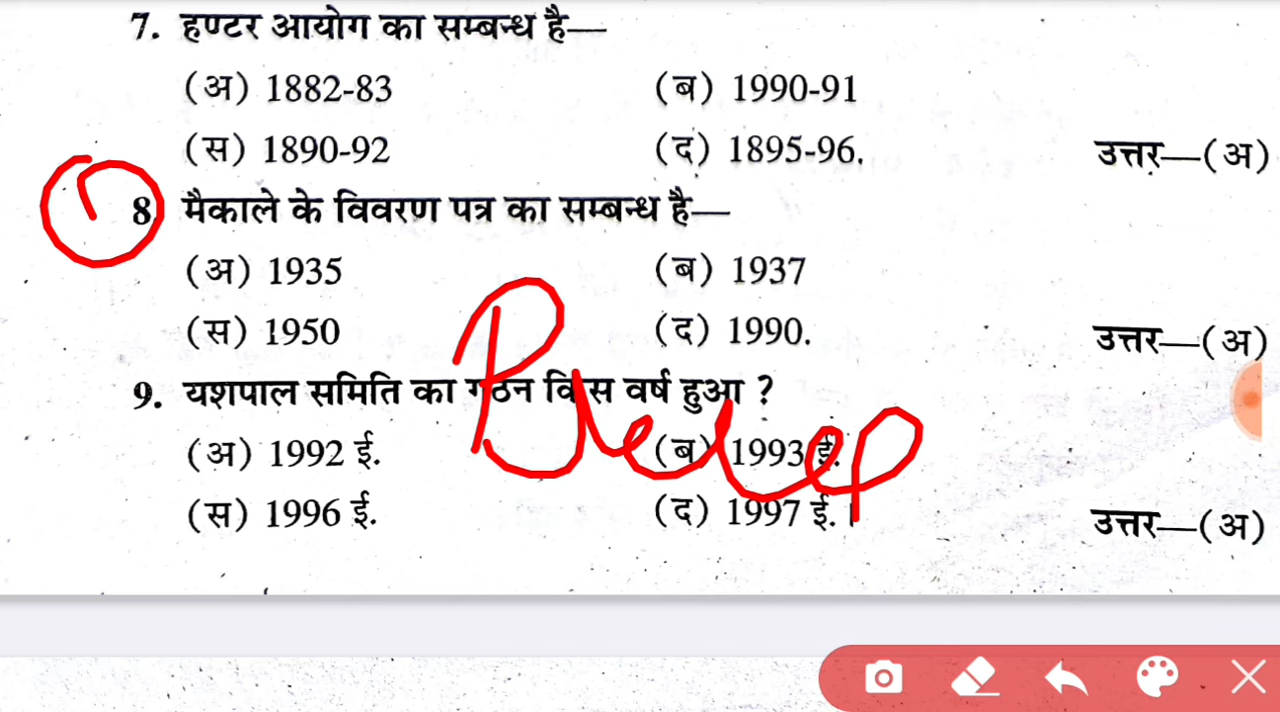 7. हण्टर आयोग का सम्बन्ध है—
(अ) 1882-83 (ब) 1990-91
(स) 1890-92 (द) 1895-96. उत्तर—(अ)
8 मैकाले के विवरण पत्र का सम्बन्ध है—
(अ) 1935 (ब) 1937
(स) 1950 (द) 1990. उत्तर—(अ)
9. यशपाल समिति का गठन किस वर्ष हुआ ?
(अ) 1992 ई. (ब) 1993 ई.
(स) 1996 ई. (द) 1997 ई.। उत्तर—(अ)